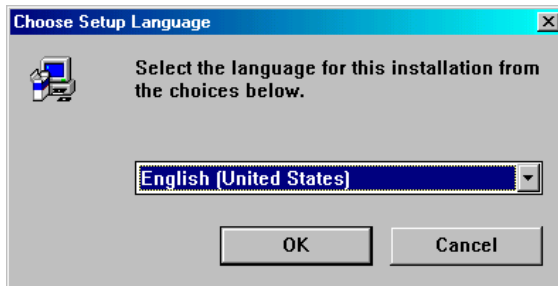 Choose Setup Language
Select the language for this installation from
the choices below.
English (United States)
OK
Cancel